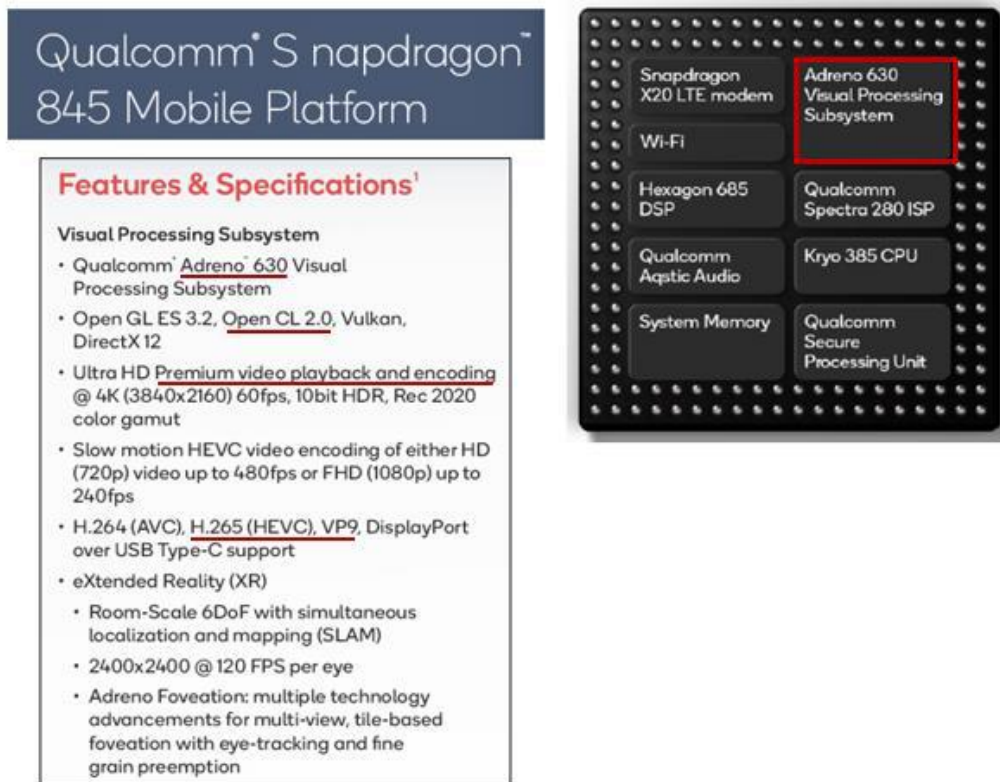 Qualcomm® S napdragon™
845 Mobile Platform
Features & Specifications¹
Visual Processing Subsystem
• Qualcomm® Adreno™ 630 Visual
Processing Subsystem
• Open GL ES 3.2, Open CL 2.0, Vulkan,
DirectX 12
• Ultra HD Premium video playback and encoding
@ 4K (3840x2160) 60fps, 10bit HDR, Rec 2020
color gamut
• Slow motion HEVC video encoding of either HD
(720p) video up to 480fps or FHD (1080p) up to
240fps
• H.264 (AVC), H.265 (HEVC), VP9, DisplayPort
over USB Type-C support
• eXtended Reality (XR)
• Room-Scale 6DoF with simultaneous
localization and mapping (SLAM)
• 2400x2400 @ 120 FPS per eye
• Adreno Foveation: multiple technology
advancements for multi-view, tile-based
foveation with eye-tracking and fine
grain preemption
Snapdragon
X20 LTE modem
Adreno 630
Visual Processing
Subsystem
Wi-Fi
Hexagon 685
DSP
Qualcomm
Spectra 280 ISP
Qualcomm
Aqstic Audio
Kryo 385 CPU
System Memory
Qualcomm
Secure
Processing Unit